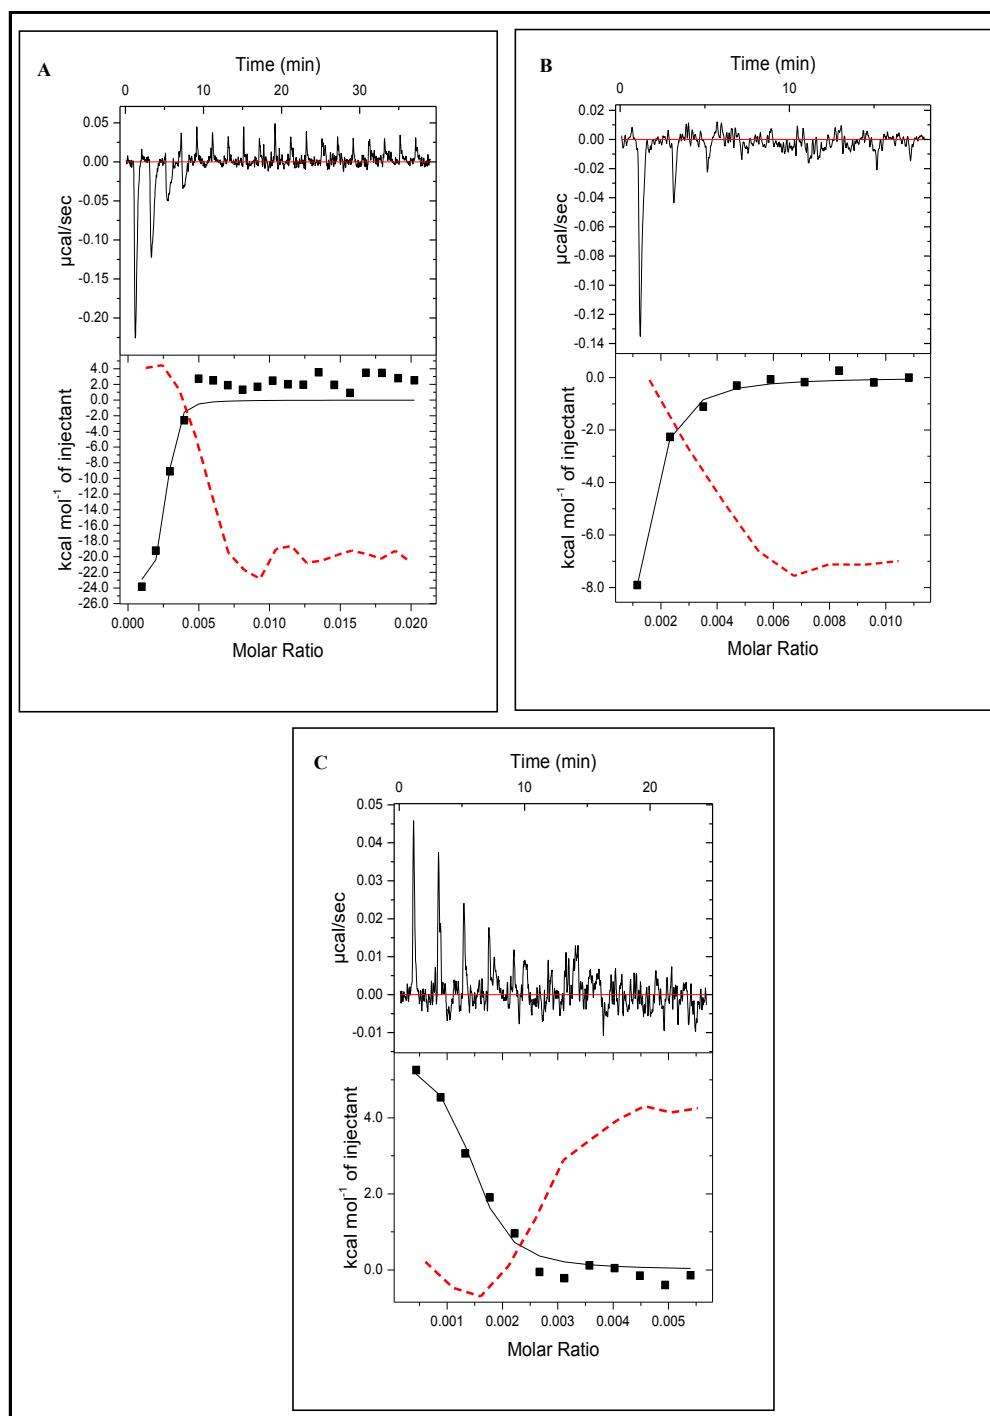 A
Time (min)
0 10 20 30
0.05
0.00
-0.05
-0.10
-0.15
-0.20
µcal/sec
4.0
2.0
0.0
-2.0
-4.0
-6.0
-8.0
-10.0
-12.0
-14.0
-16.0
-18.0
-20.0
-22.0
-24.0
-26.0
kcal mol⁻¹ of injectant
0.000 0.005 0.010 0.015 0.020
Molar Ratio
B
Time (min)
0 10
0.02
0.00
-0.02
-0.04
-0.06
-0.08
-0.10
-0.12
-0.14
µcal/sec
0.0
-2.0
-4.0
-6.0
-8.0
kcal mol⁻¹ of injectant
0.002 0.004 0.006 0.008 0.010
Molar Ratio
C
Time (min)
0 10 20
0.05
0.04
0.03
0.02
0.01
0.00
-0.01
µcal/sec
4.0
2.0
0.0
kcal mol⁻¹ of injectant
0.001 0.002 0.003 0.004 0.005
Molar Ratio